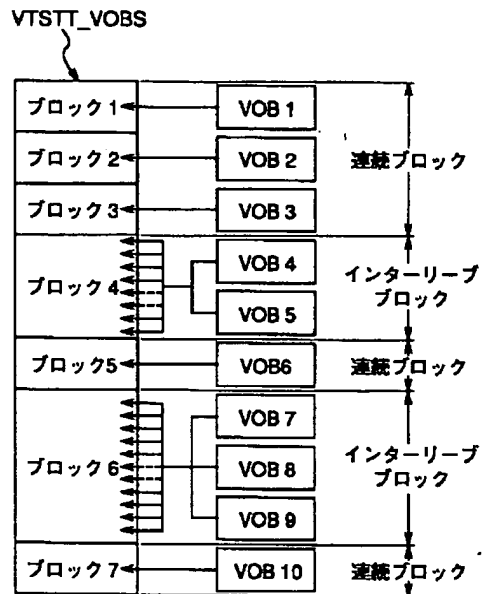 VTSTT_VOBS
ブロック1
VOB 1
ブロック2
VOB 2
連続ブロック
ブロック3
VOB 3
ブロック4
VOB 4
VOB 5
インターリーブ
ブロック
ブロック5
VOB6
連続ブロック
ブロック6
VOB 7
VOB 8
VOB 9
インターリーブ
ブロック
ブロック7
VOB 10
連続ブロック